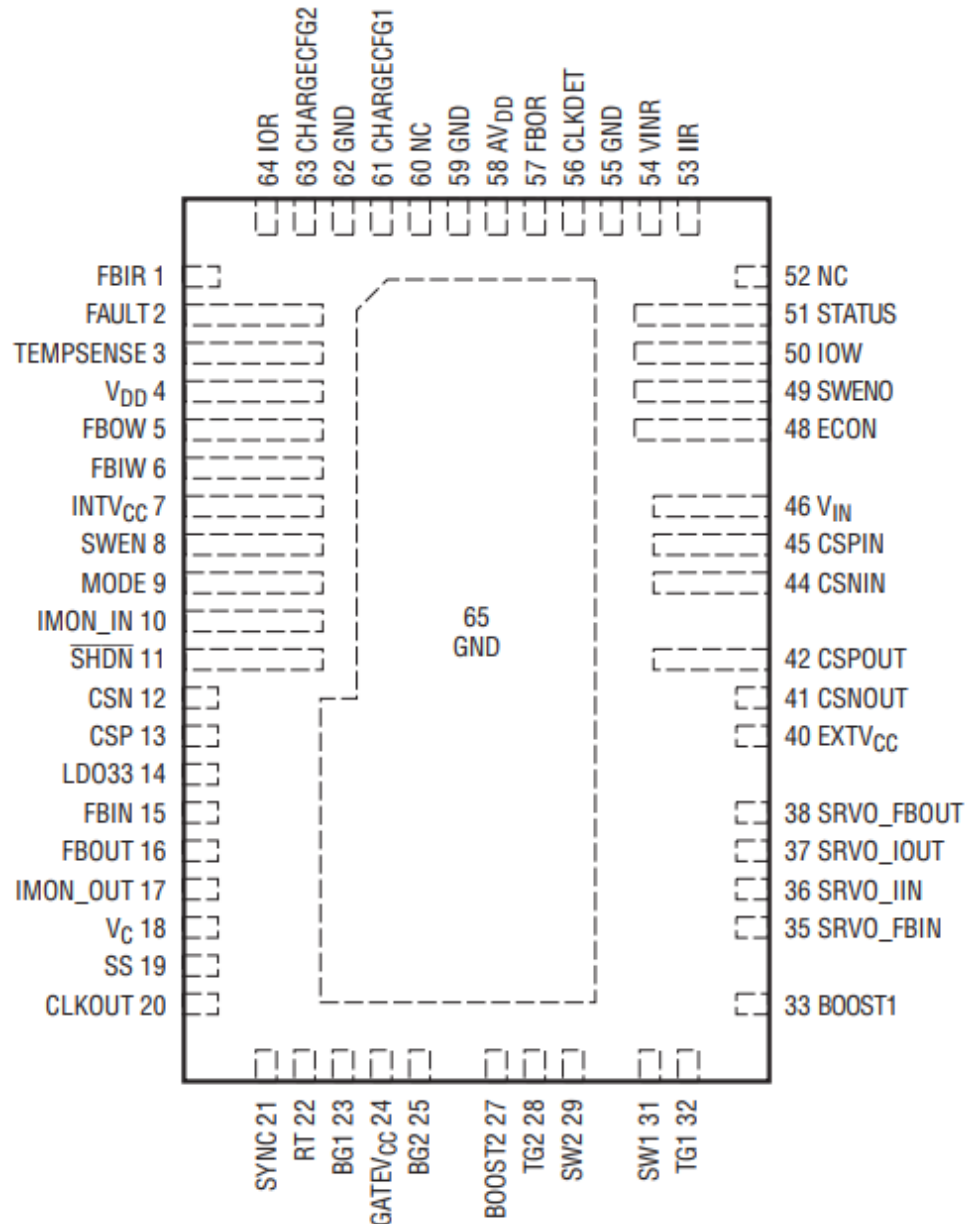 64 IOR
63 CHARGECFG2
62 GND
61 CHARGECFG1
60 NC
59 GND
58 AVDD
57 FBOR
56 CLKDET
55 GND
54 VINR
53 IIR
FBIR 1
FAULT 2
TEMPSENSE 3
VDD 4
FBOW 5
FBIW 6
INTVCC 7
SWEN 8
MODE 9
IMON_IN 10
SHDN 11
CSN 12
CSP 13
LDO33 14
FBIN 15
FBOUT 16
IMON_OUT 17
VC 18
SS 19
CLKOUT 20
65
GND
52 NC
51 STATUS
50 IOW
49 SWENO
48 ECON
46 VIN
45 CSPIN
44 CSNIN
42 CSPOUT
41 CSNOUT
40 EXTVCC
38 SRVO_FBOUT
37 SRVO_IOUT
36 SRVO_IIN
35 SRVO_FBIN
33 BOOST1
SYNC 21
RT 22
BG1 23
GATEVCC 24
BG2 25
BOOST2 27
TG2 28
SW2 29
SW1 31
TG1 32